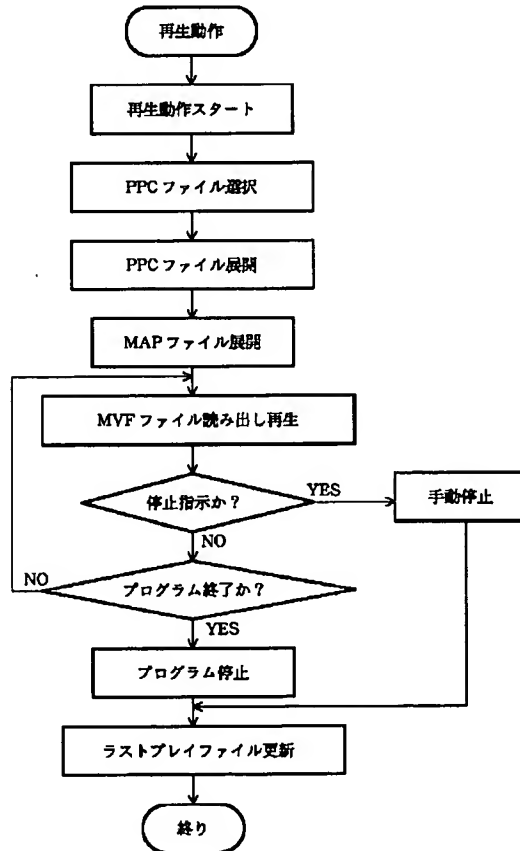 再生動作
再生動作スタート
PPCファイル選択
PPCファイル展開
MAPファイル展開
MVFファイル読み出し再生
停止指示か？
YES
手動停止
NO
プログラム終了か？
NO
YES
プログラム停止
ラストプレイファイル更新
終り